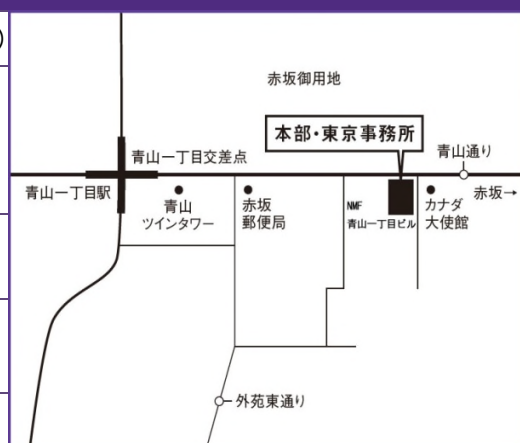 )
赤坂御用地
本部・東京事務所
青山一丁目交差点
青山通り
青山一丁目駅
青山
ツインタワー
赤坂
郵便局
NMF
青山一丁目ビル
カナダ
大使館
赤坂→
外苑東通り